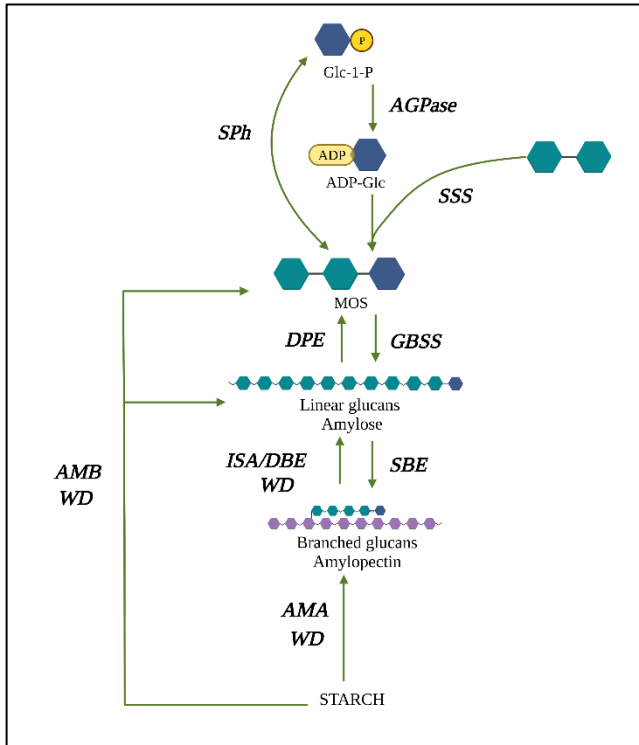 P
Glc-1-P
AGPase
SPh
ADP
ADP-Glc
SSS
MOS
DPE
GBSS
Linear glucans
Amylose
ISA/DBE
WD
SBE
AMB
WD
Branched glucans
Amylopectin
AMA
WD
STARCH